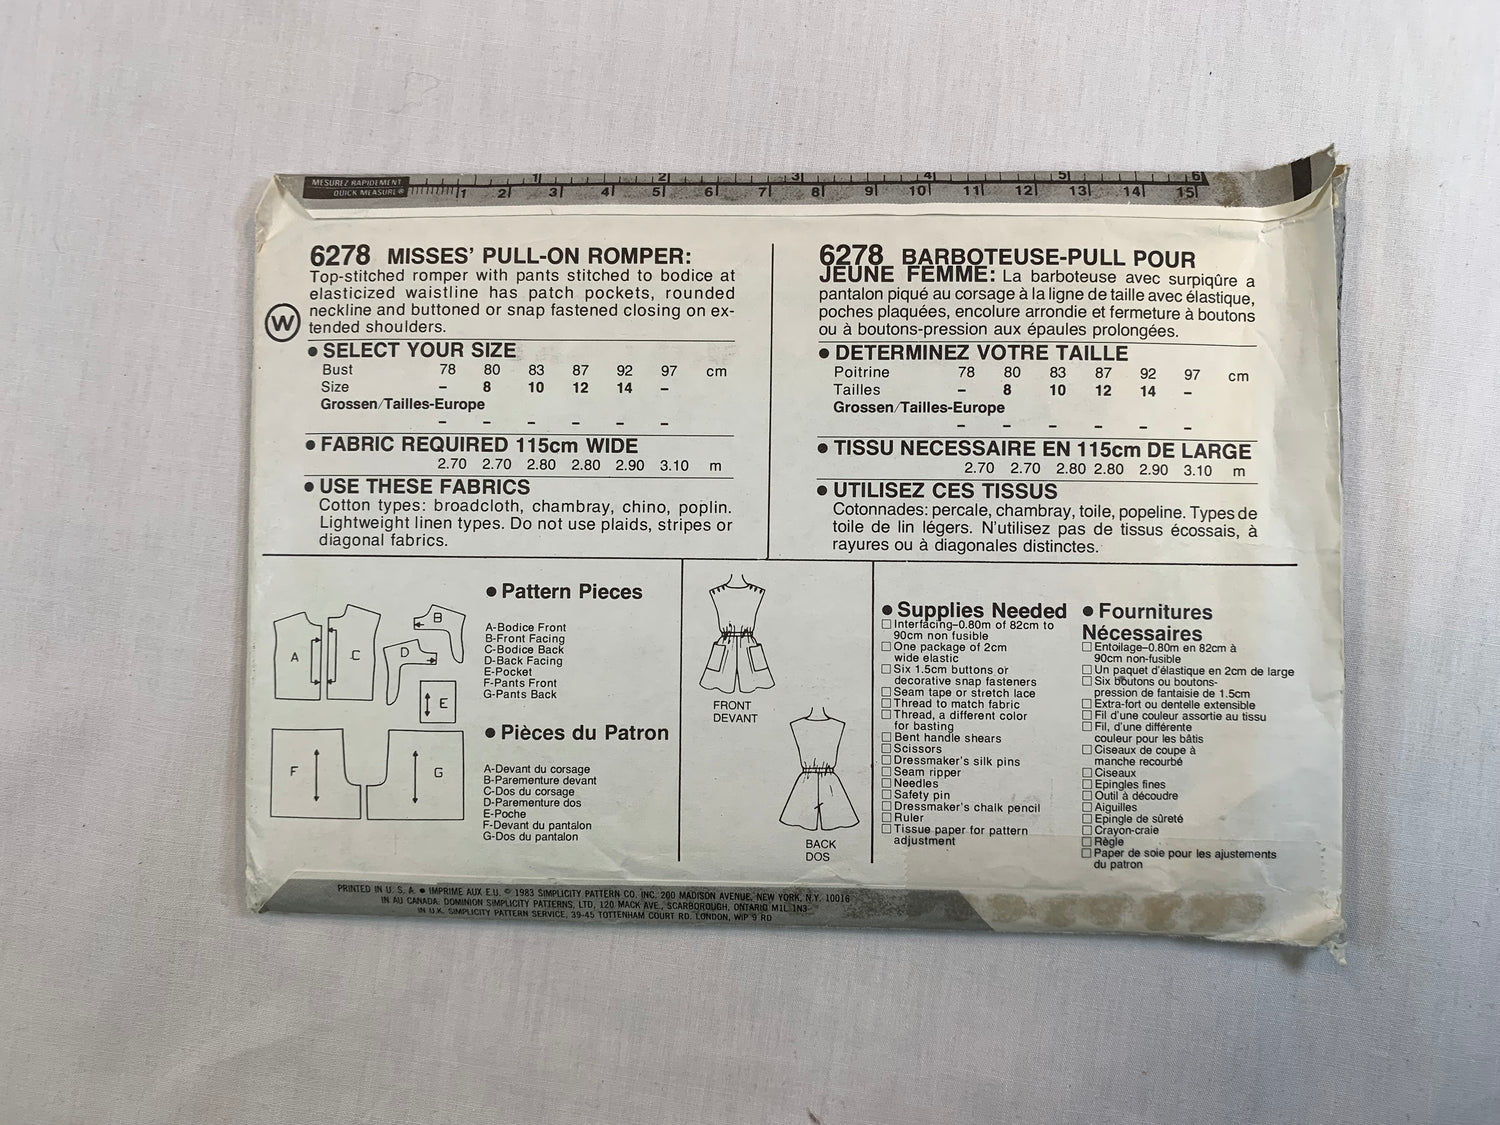 MESUREZ RAPIDEMENT
QUICK MEASURE®
1 2 3 4 5 6
1 2 3 4 5 6 7 8 9 10 11 12 13 14 15
6278 MISSES' PULL-ON ROMPER:
Top-stitched romper with pants stitched to bodice at
elasticized waistline has patch pockets, rounded
neckline and buttoned or snap fastened closing on ex-
tended shoulders.
W
● SELECT YOUR SIZE
Bust 78 80 83 87 92 97 cm
Size – 8 10 12 14 –
Grossen/Tailles-Europe
– – – – – –
● FABRIC REQUIRED 115cm WIDE
2.70 2.70 2.80 2.80 2.90 3.10 m
● USE THESE FABRICS
Cotton types: broadcloth, chambray, chino, poplin.
Lightweight linen types. Do not use plaids, stripes or
diagonal fabrics.
6278 BARBOTEUSE-PULL POUR
JEUNE FEMME: La barboteuse avec surpiqûre a
pantalon piqué au corsage à la ligne de taille avec élastique,
poches plaquées, encolure arrondie et fermeture à boutons
ou à boutons-pression aux épaules prolongées.
● DETERMINEZ VOTRE TAILLE
Poitrine 78 80 83 87 92 97 cm
Tailles – 8 10 12 14 –
Grossen/Tailles-Europe
– – – – – –
● TISSU NECESSAIRE EN 115cm DE LARGE
2.70 2.70 2.80 2.80 2.90 3.10 m
● UTILISEZ CES TISSUS
Cotonnades: percale, chambray, toile, popeline. Types de
toile de lin légers. N'utilisez pas de tissus écossais, à
rayures ou à diagonales distinctes.
A
C
B
D
E
F
G
● Pattern Pieces
A-Bodice Front
B-Front Facing
C-Bodice Back
D-Back Facing
E-Pocket
F-Pants Front
G-Pants Back
● Pièces du Patron
A-Devant du corsage
B-Parementure devant
C-Dos du corsage
D-Parementure dos
E-Poche
F-Devant du pantalon
G-Dos du pantalon
FRONT
DEVANT
BACK
DOS
● Supplies Needed
☐ Interfacing–0.80m of 82cm to
90cm non fusible
☐ One package of 2cm
wide elastic
☐ Six 1.5cm buttons or
decorative snap fasteners
☐ Seam tape or stretch lace
☐ Thread to match fabric
☐ Thread, a different color
for basting
☐ Bent handle shears
☐ Scissors
☐ Dressmaker's silk pins
☐ Seam ripper
☐ Needles
☐ Safety pin
☐ Dressmaker's chalk pencil
☐ Ruler
☐ Tissue paper for pattern
adjustment
● Fournitures
Nécessaires
☐ Entoilage–0.80m en 82cm à
90cm non-fusible
☐ Un paquet d'élastique en 2cm de large
☐ Six boutons ou boutons-
pression de fantaisie de 1.5cm
☐ Extra-fort ou dentelle extensible
☐ Fil d'une couleur assortie au tissu
☐ Fil, d'une différente
couleur pour les bâtis
☐ Ciseaux de coupe à
manche recourbé
☐ Ciseaux
☐ Epingles fines
☐ Outil à découdre
☐ Aiguilles
☐ Epingle de sûreté
☐ Crayon-craie
☐ Règle
☐ Paper de soie pour les ajustements
du patron
PRINTED IN U. S. A. ● IMPRIME AUX E.U. © 1983 SIMPLICITY PATTERN CO. INC. 200 MADISON AVENUE, NEW YORK, N.Y. 10016
IN AU CANADA: DOMINION SIMPLICITY PATTERNS, LTD, 120 MACK AVE., SCARBOROUGH, ONTARIO M1L 1N3
IN U.K. SIMPLICITY PATTERN SERVICE, 39-45 TOTTENHAM COURT RD. LONDON, WIP 9 RD